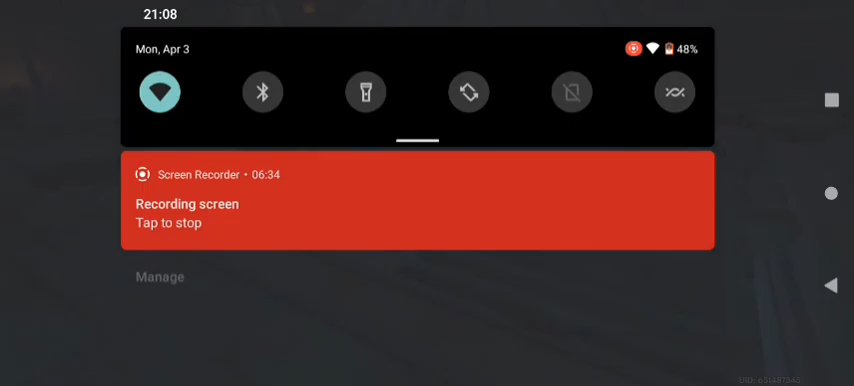 21:08
Mon, Apr 3
48%
Screen Recorder • 06:34
Recording screen
Tap to stop
Manage